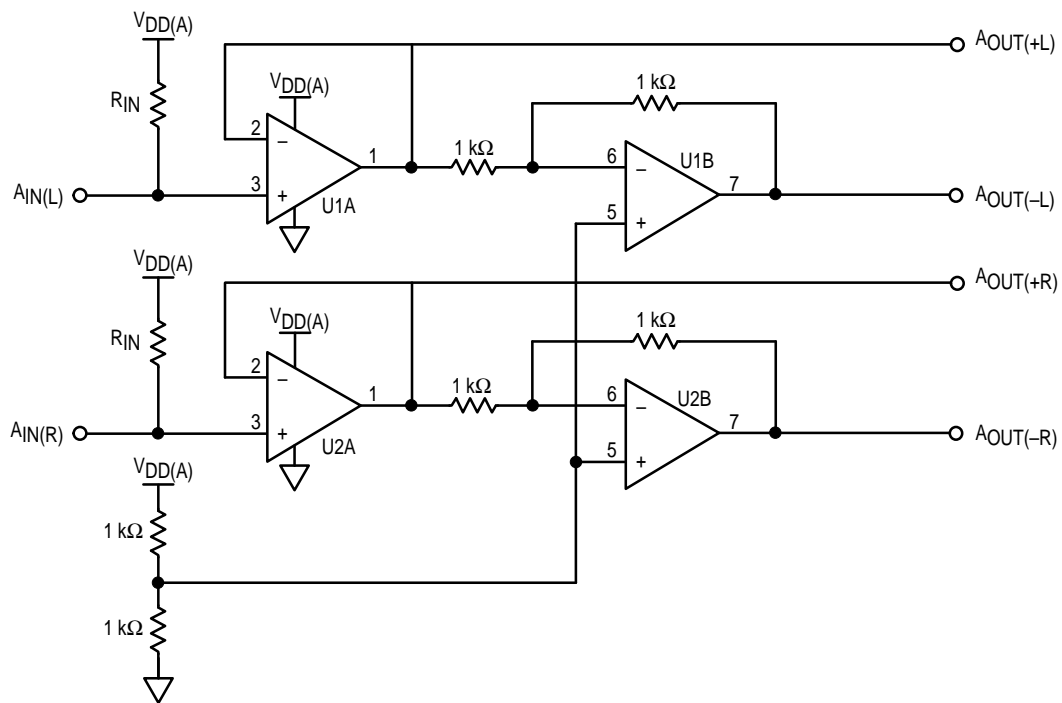 VDD(A)
AOUT(+L)
VDD(A)
1 kΩ
RIN
2
–
1
1 kΩ
6
–
U1B
7
AIN(L)
3
+
U1A
AOUT(–L)
5
+
VDD(A)
AOUT(+R)
VDD(A)
1 kΩ
RIN
2
–
1
1 kΩ
6
–
U2B
7
AIN(R)
3
+
U2A
AOUT(–R)
5
+
VDD(A)
1 kΩ
1 kΩ